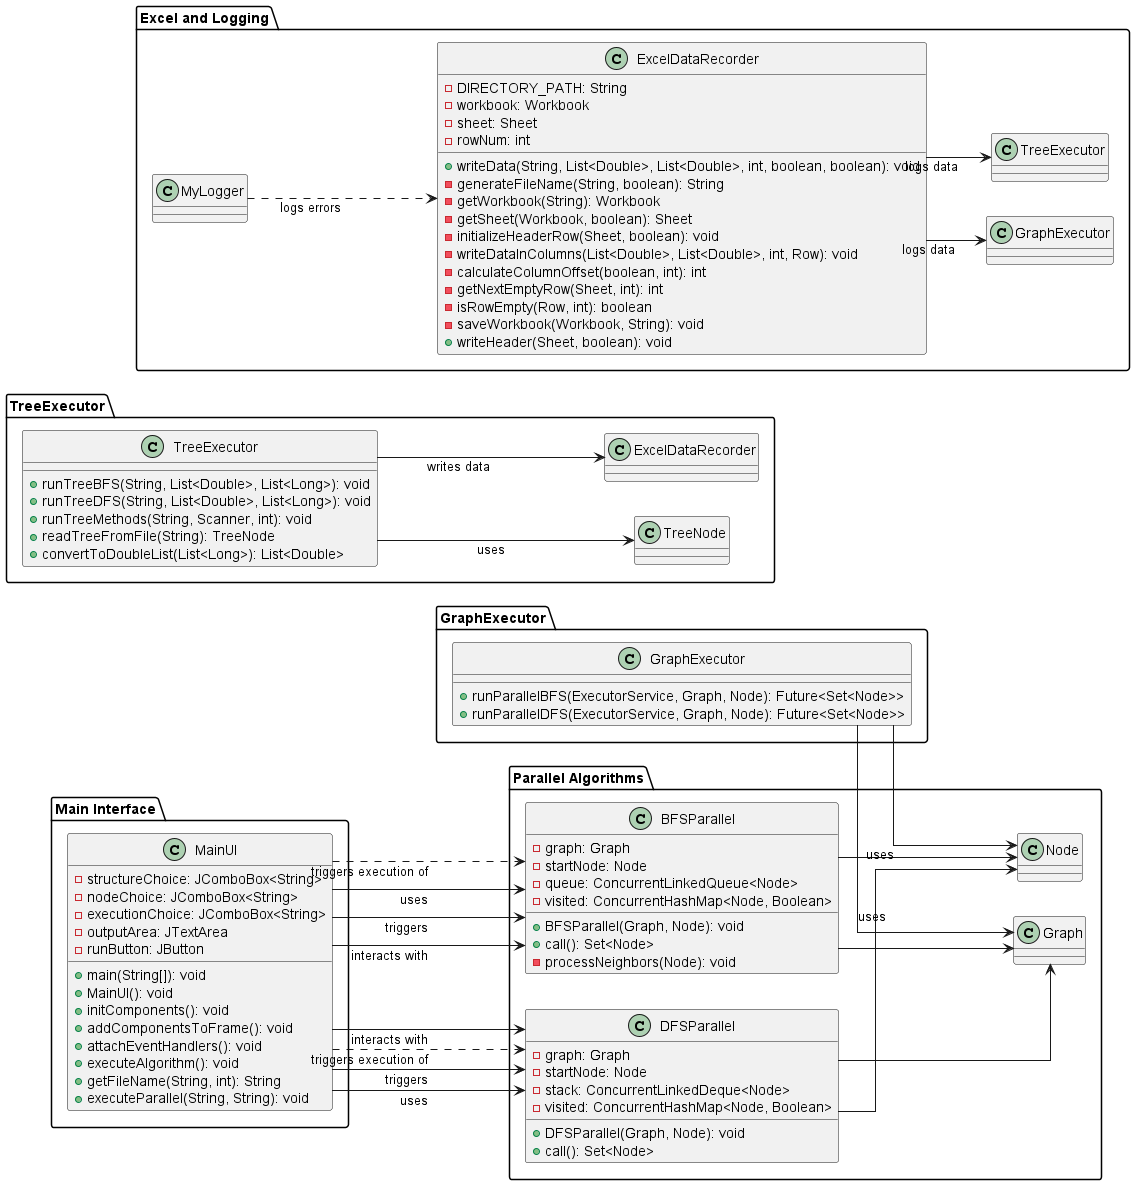 Excel and Logging
C ExcelDataRecorder
DIRECTORY_PATH: String
workbook: Workbook
sheet: Sheet
rowNum: int
writeData(String, List<Double>, List<Double>, int, boolean, boolean): void
generateFileName(String, boolean): String
getWorkbook(String): Workbook
getSheet(Workbook, boolean): Sheet
initializeHeaderRow(Sheet, boolean): void
writeDataInColumns(List<Double>, List<Double>, int, Row): void
calculateColumnOffset(boolean, int): int
getNextEmptyRow(Sheet, int): int
isRowEmpty(Row, int): boolean
saveWorkbook(Workbook, String): void
writeHeader(Sheet, boolean): void
C MyLogger
logs errors
C TreeExecutor
logs data
C GraphExecutor
logs data
TreeExecutor
C TreeExecutor
runTreeBFS(String, List<Double>, List<Long>): void
runTreeDFS(String, List<Double>, List<Long>): void
runTreeMethods(String, Scanner, int): void
readTreeFromFile(String): TreeNode
convertToDoubleList(List<Long>): List<Double>
C ExcelDataRecorder
writes data
C TreeNode
uses
GraphExecutor
C GraphExecutor
runParallelBFS(ExecutorService, Graph, Node): Future<Set<Node>>
runParallelDFS(ExecutorService, Graph, Node): Future<Set<Node>>
Main Interface
C MainUI
structureChoice: JComboBox<String>
nodeChoice: JComboBox<String>
executionChoice: JComboBox<String>
outputArea: JTextArea
runButton: JButton
main(String[]): void
MainUI(): void
initComponents(): void
addComponentsToFrame(): void
attachEventHandlers(): void
executeAlgorithm(): void
getFileName(String, int): String
executeParallel(String, String): void
triggers execution of
uses
triggers
interacts with
interacts with
triggers execution of
triggers
uses
Parallel Algorithms
C BFSParallel
graph: Graph
startNode: Node
queue: ConcurrentLinkedQueue<Node>
visited: ConcurrentHashMap<Node, Boolean>
BFSParallel(Graph, Node): void
call(): Set<Node>
processNeighbors(Node): void
C DFSParallel
graph: Graph
startNode: Node
stack: ConcurrentLinkedDeque<Node>
visited: ConcurrentHashMap<Node, Boolean>
DFSParallel(Graph, Node): void
call(): Set<Node>
uses
C Node
uses
C Graph